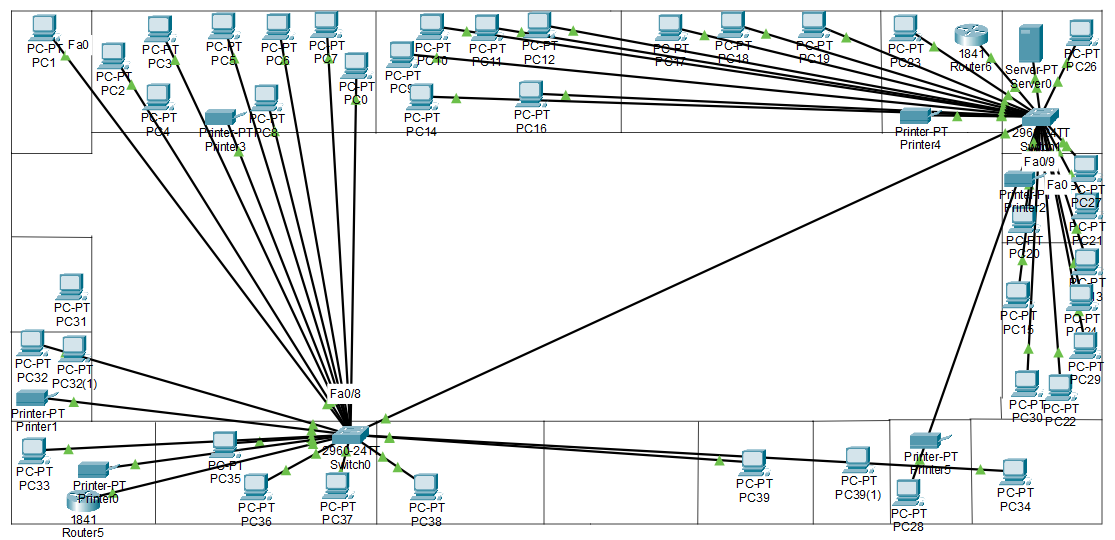 PC-PT
PC1
Fa0
PC-PT
PC2
PC-PT
PC3
PC-PT
PC4
PC-PT
PC5
PC-PT
PC6
PC-PT
PC7
PC-PT
PC0
Printer-PT
Printer3
PC-PT
PC8
PC-PT
PC9
PC-PT
PC10
PC-PT
PC11
PC-PT
PC12
PC-PT
PC14
PC-PT
PC16
PC-PT
PC17
PC-PT
PC18
PC-PT
PC19
PC-PT
PC23
1841
Router6
Server-PT
Server0
PC-PT
PC26
Printer-PT
Printer4
2960-24TT
Switch1
Fa0/9
Fa0
Printer-PT
Printer2
PC-PT
PC27
PC-PT
PC20
PC-PT
PC21
PC-PT
PC-PT
PC15
PC-PT
PC24
PC-PT
PC29
PC-PT
PC30
PC-PT
PC22
PC-PT
PC31
PC-PT
PC32
PC-PT
PC32(1)
Printer-PT
Printer1
Fa0/8
2960-24TT
Switch0
PC-PT
PC33
Printer-PT
Printer0
1841
Router5
PC-PT
PC35
PC-PT
PC36
PC-PT
PC37
PC-PT
PC38
PC-PT
PC39
PC-PT
PC39(1)
Printer-PT
Printer5
PC-PT
PC28
PC-PT
PC34